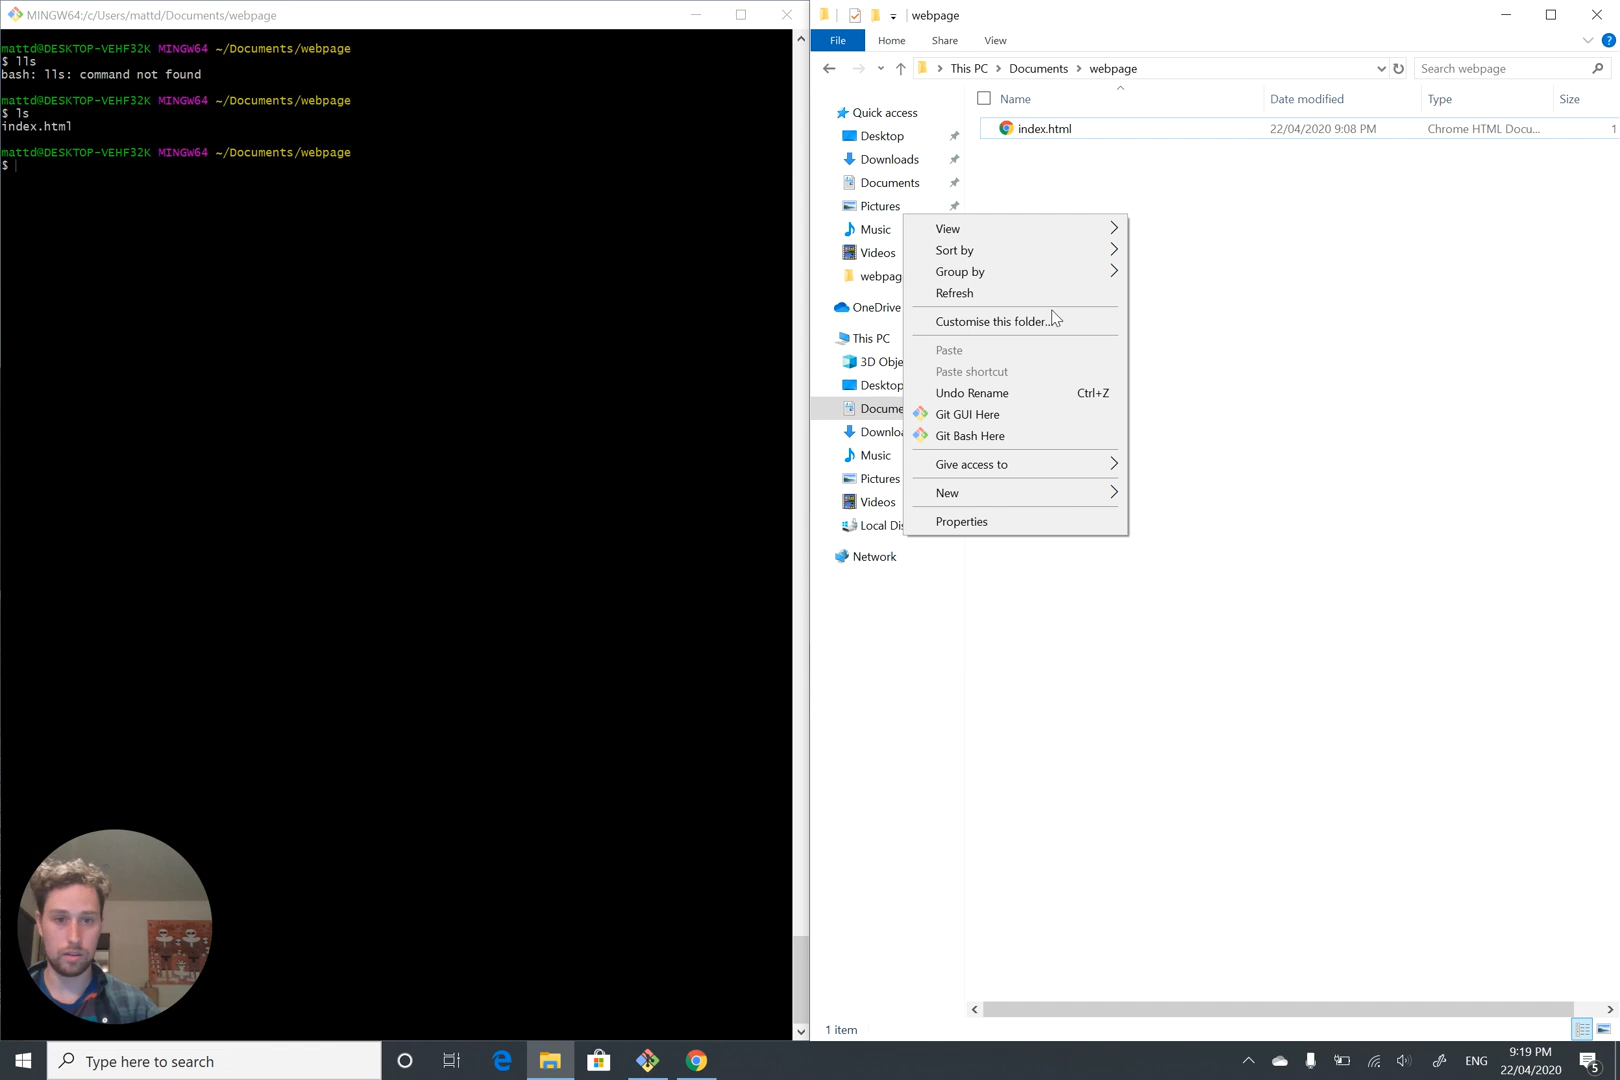 MINGW64:/c/Users/mattd/Documents/webpage
mattd@DESKTOP-VEHF32K MINGW64 ~/Documents/webpage
$ lls
bash: lls: command not found
mattd@DESKTOP-VEHF32K MINGW64 ~/Documents/webpage
$ ls
index.html
mattd@DESKTOP-VEHF32K MINGW64 ~/Documents/webpage
$
webpage
File Home Share View
This PC Documents webpage
Search webpage
Name Date modified Type Size
index.html 22/04/2020 9:08 PM Chrome HTML Docu... 1
Quick access
Desktop
Downloads
Documents
Pictures
Music
Videos
webpag
OneDrive
This PC
3D Obje
Desktop
Docume
Downloa
Music
Pictures
Videos
Local Dis
Network
View
Sort by
Group by
Refresh
Customise this folder...
Paste
Paste shortcut
Undo Rename Ctrl+Z
Git GUI Here
Git Bash Here
Give access to
New
Properties
1 item
Type here to search
ENG
9:19 PM
22/04/2020
5